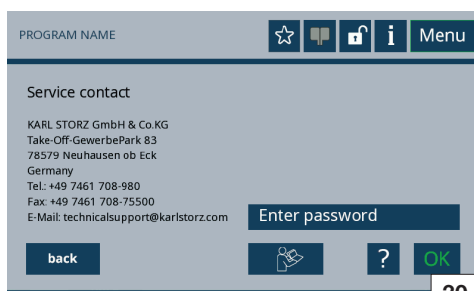 PROGRAM NAME
i Menu
Service contact
KARL STORZ GmbH & Co.KG
Take-Off-GewerbePark 83
78579 Neuhausen ob Eck
Germany
Tel.: +49 7461 708-980
Fax: +49 7461 708-75500
E-Mail: technicalsupport@karlstorz.com
Enter password
back ? OK